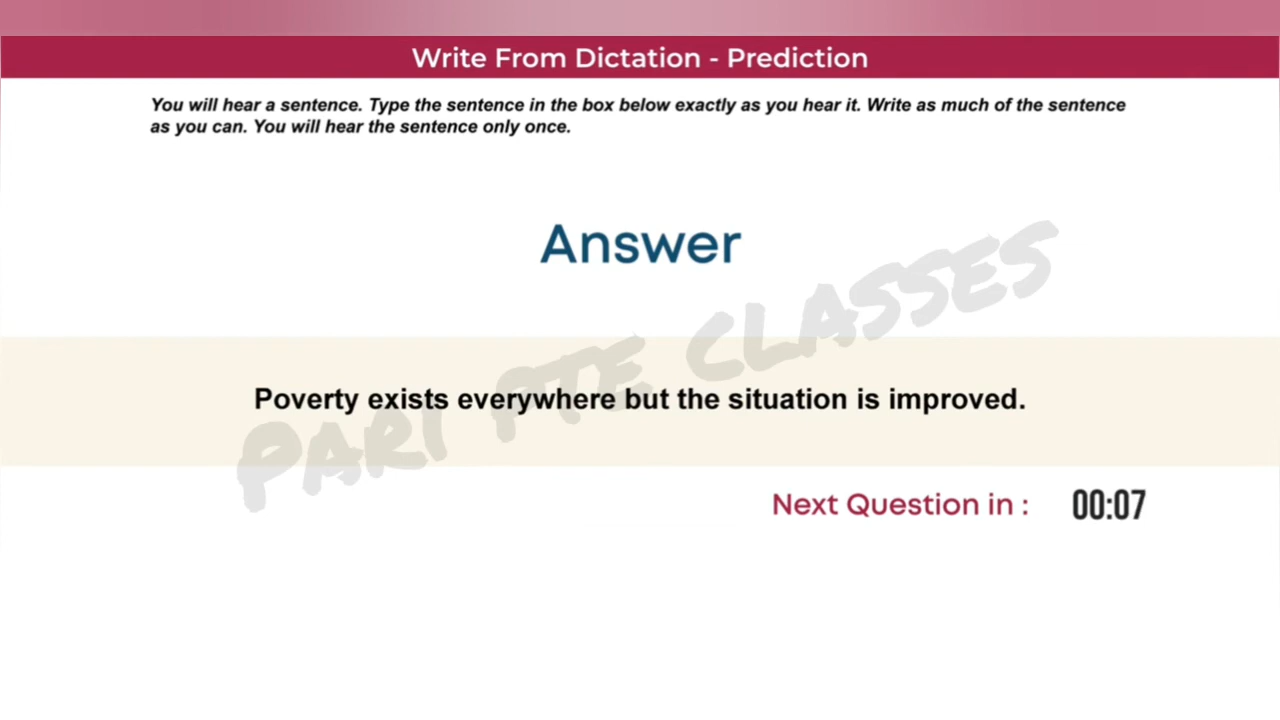 Write From Dictation - Prediction
You will hear a sentence. Type the sentence in the box below exactly as you hear it. Write as much of the sentence
as you can. You will hear the sentence only once.
Answer
PARI PTE CLASSES
Poverty exists everywhere but the situation is improved.
Next Question in : 00:07